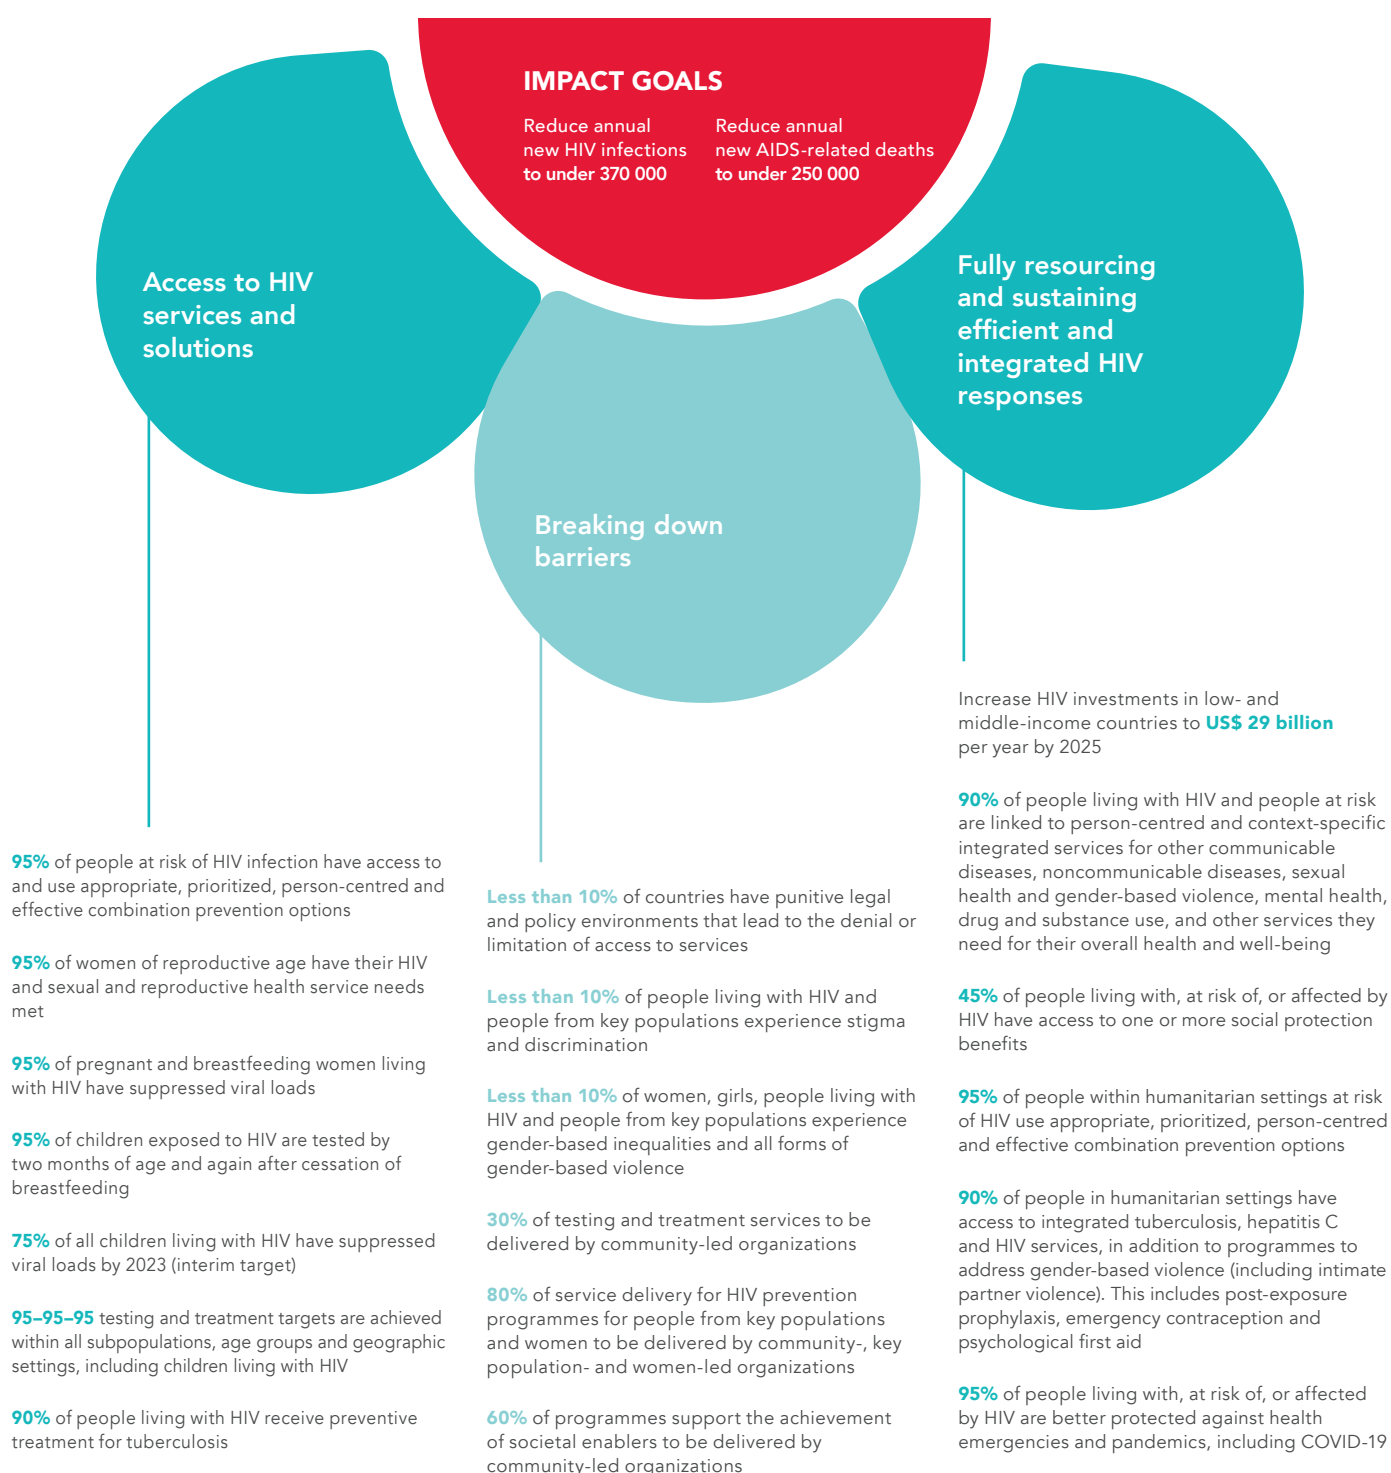 IMPACT GOALS
Reduce annual
new HIV infections
to under 370 000
Reduce annual
new AIDS-related deaths
to under 250 000
Access to HIV
services and
solutions
Breaking down
barriers
Fully resourcing
and sustaining
efficient and
integrated HIV
responses
95% of people at risk of HIV infection have access to
and use appropriate, prioritized, person-centred and
effective combination prevention options
95% of women of reproductive age have their HIV
and sexual and reproductive health service needs
met
95% of pregnant and breastfeeding women living
with HIV have suppressed viral loads
95% of children exposed to HIV are tested by
two months of age and again after cessation of
breastfeeding
75% of all children living with HIV have suppressed
viral loads by 2023 (interim target)
95–95–95 testing and treatment targets are achieved
within all subpopulations, age groups and geographic
settings, including children living with HIV
90% of people living with HIV receive preventive
treatment for tuberculosis
Less than 10% of countries have punitive legal
and policy environments that lead to the denial or
limitation of access to services
Less than 10% of people living with HIV and
people from key populations experience stigma
and discrimination
Less than 10% of women, girls, people living with
HIV and people from key populations experience
gender-based inequalities and all forms of
gender-based violence
30% of testing and treatment services to be
delivered by community-led organizations
80% of service delivery for HIV prevention
programmes for people from key populations
and women to be delivered by community-, key
population- and women-led organizations
60% of programmes support the achievement
of societal enablers to be delivered by
community-led organizations
Increase HIV investments in low- and
middle-income countries to US$ 29 billion
per year by 2025
90% of people living with HIV and people at risk
are linked to person-centred and context-specific
integrated services for other communicable
diseases, noncommunicable diseases, sexual
health and gender-based violence, mental health,
drug and substance use, and other services they
need for their overall health and well-being
45% of people living with, at risk of, or affected by
HIV have access to one or more social protection
benefits
95% of people within humanitarian settings at risk
of HIV use appropriate, prioritized, person-centred
and effective combination prevention options
90% of people in humanitarian settings have
access to integrated tuberculosis, hepatitis C
and HIV services, in addition to programmes to
address gender-based violence (including intimate
partner violence). This includes post-exposure
prophylaxis, emergency contraception and
psychological first aid
95% of people living with, at risk of, or affected
by HIV are better protected against health
emergencies and pandemics, including COVID-19